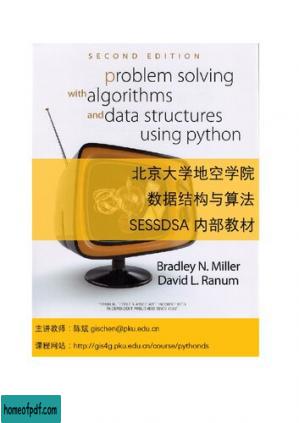 SECOND EDITION
problem solving
with algorithms
and data structures
using python
北京大学地空学院
数据结构与算法
SESSDSA 内部教材
Bradley N. Miller
David L. Ranum
主讲教师：陈斌 gischen@pku.edu.cn
课程网站：http://gis4g.pku.edu.cn/course/pythonds
homeofpdf.com